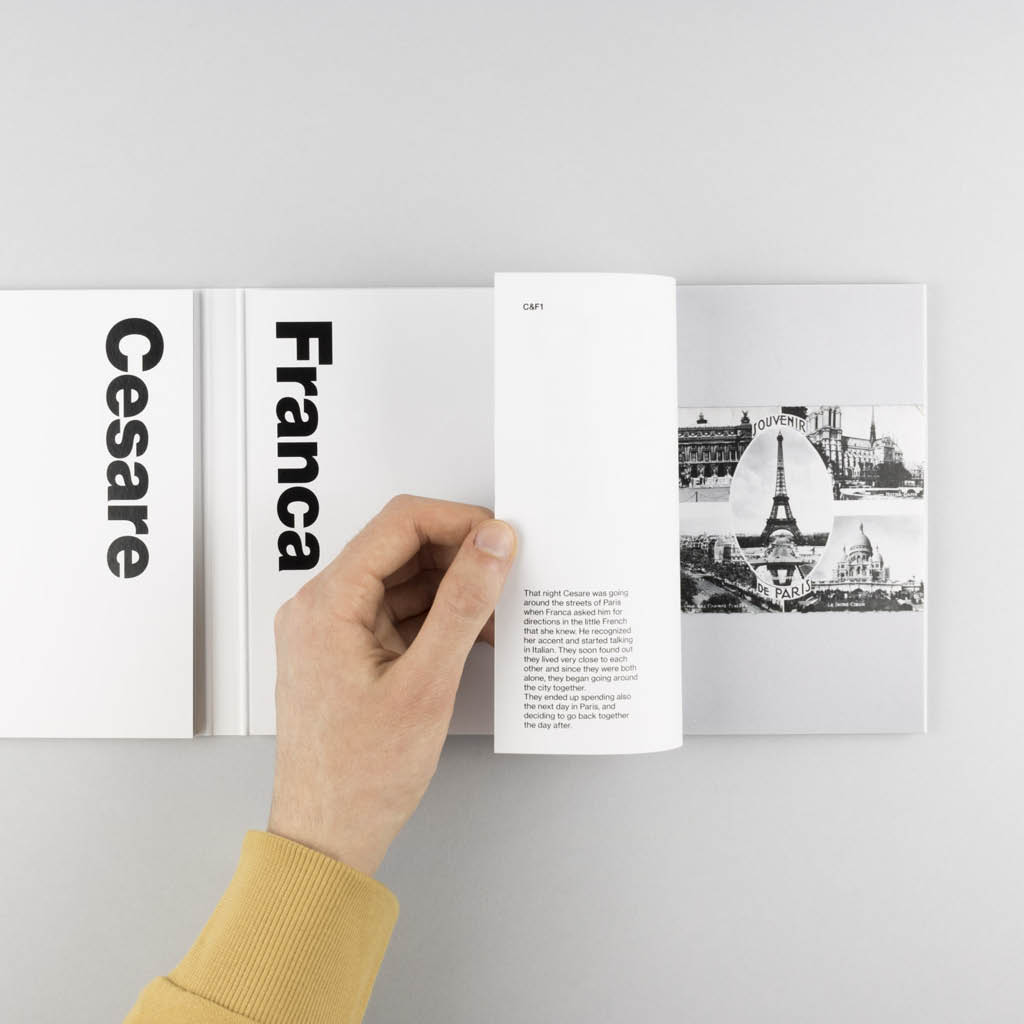 Cesare
Franca
C&F1
That night Cesare was going
around the streets of Paris
when Franca asked him for
directions in the little French
that she knew. He recognized
her accent and started talking
in Italian. They soon found out
they lived very close to each
other and since they were both
alone, they began going around
the city together.
They ended up spending also
the next day in Paris, and
deciding to go back together
the day after.
SOUVENIR
DE PARIS
LE SACRÉ-CŒUR